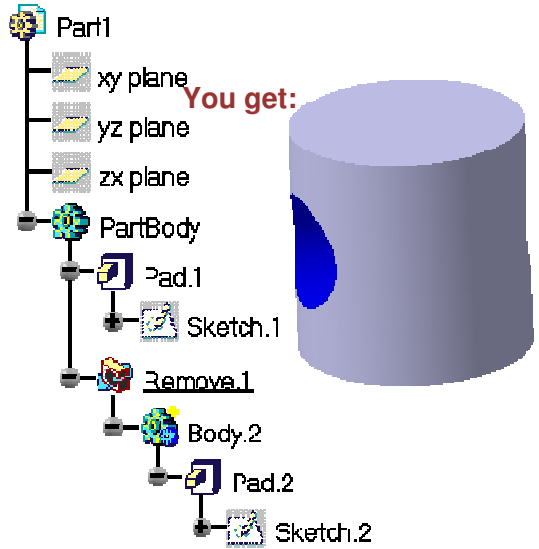 Part1
xy plane
You get:
yz plane
zx plane
PartBody
Pad.1
Sketch.1
Remove.1
Body.2
Pad.2
Sketch.2